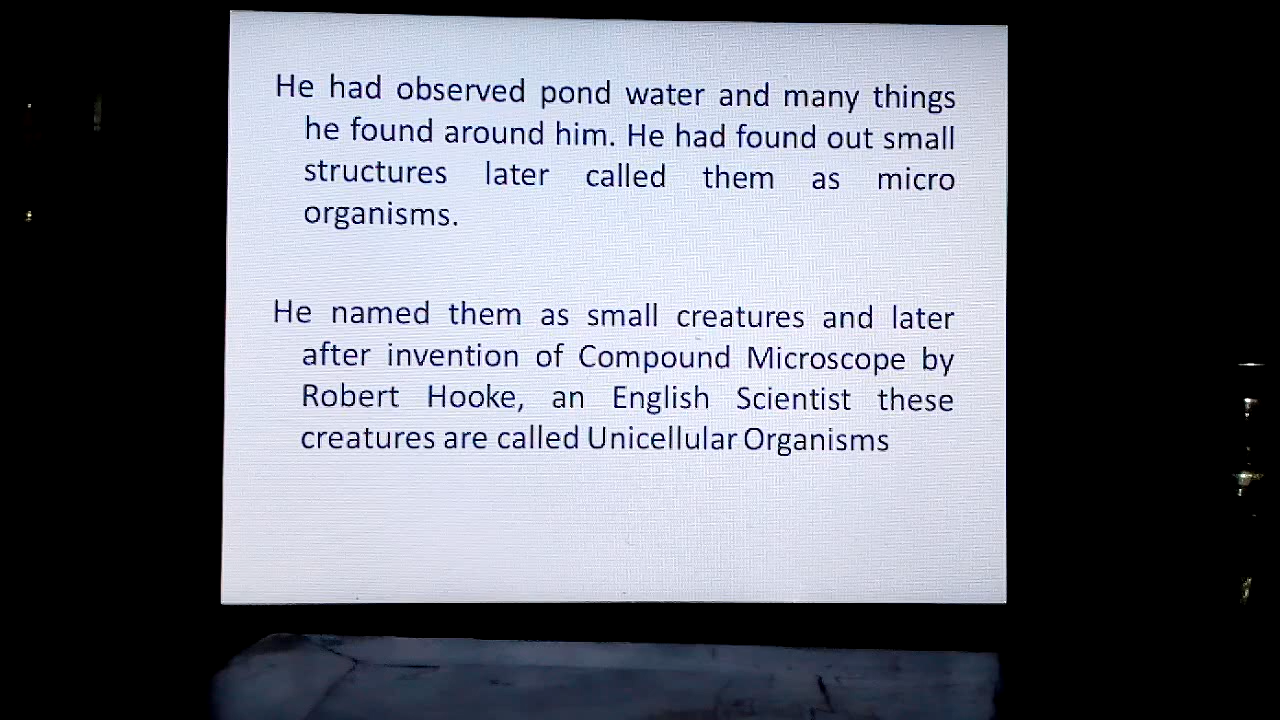 He had observed pond water and many things
he found around him. He had found out small
structures later called them as micro
organisms.
He named them as small creatures and later
after invention of Compound Microscope by
Robert Hooke, an English Scientist these
creatures are called Unicellular Organisms